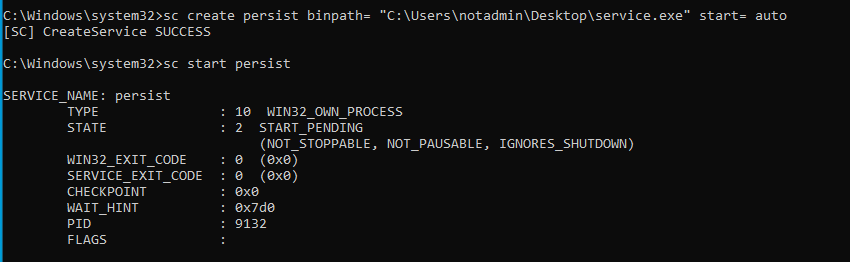 C:\Windows\system32>sc create persist binpath= "C:\Users\notadmin\Desktop\service.exe" start= auto
[SC] CreateService SUCCESS
C:\Windows\system32>sc start persist
SERVICE_NAME: persist
        TYPE               : 10  WIN32_OWN_PROCESS
        STATE              : 2  START_PENDING
                                (NOT_STOPPABLE, NOT_PAUSABLE, IGNORES_SHUTDOWN)
        WIN32_EXIT_CODE    : 0  (0x0)
        SERVICE_EXIT_CODE  : 0  (0x0)
        CHECKPOINT         : 0x0
        WAIT_HINT          : 0x7d0
        PID                : 9132
        FLAGS              :